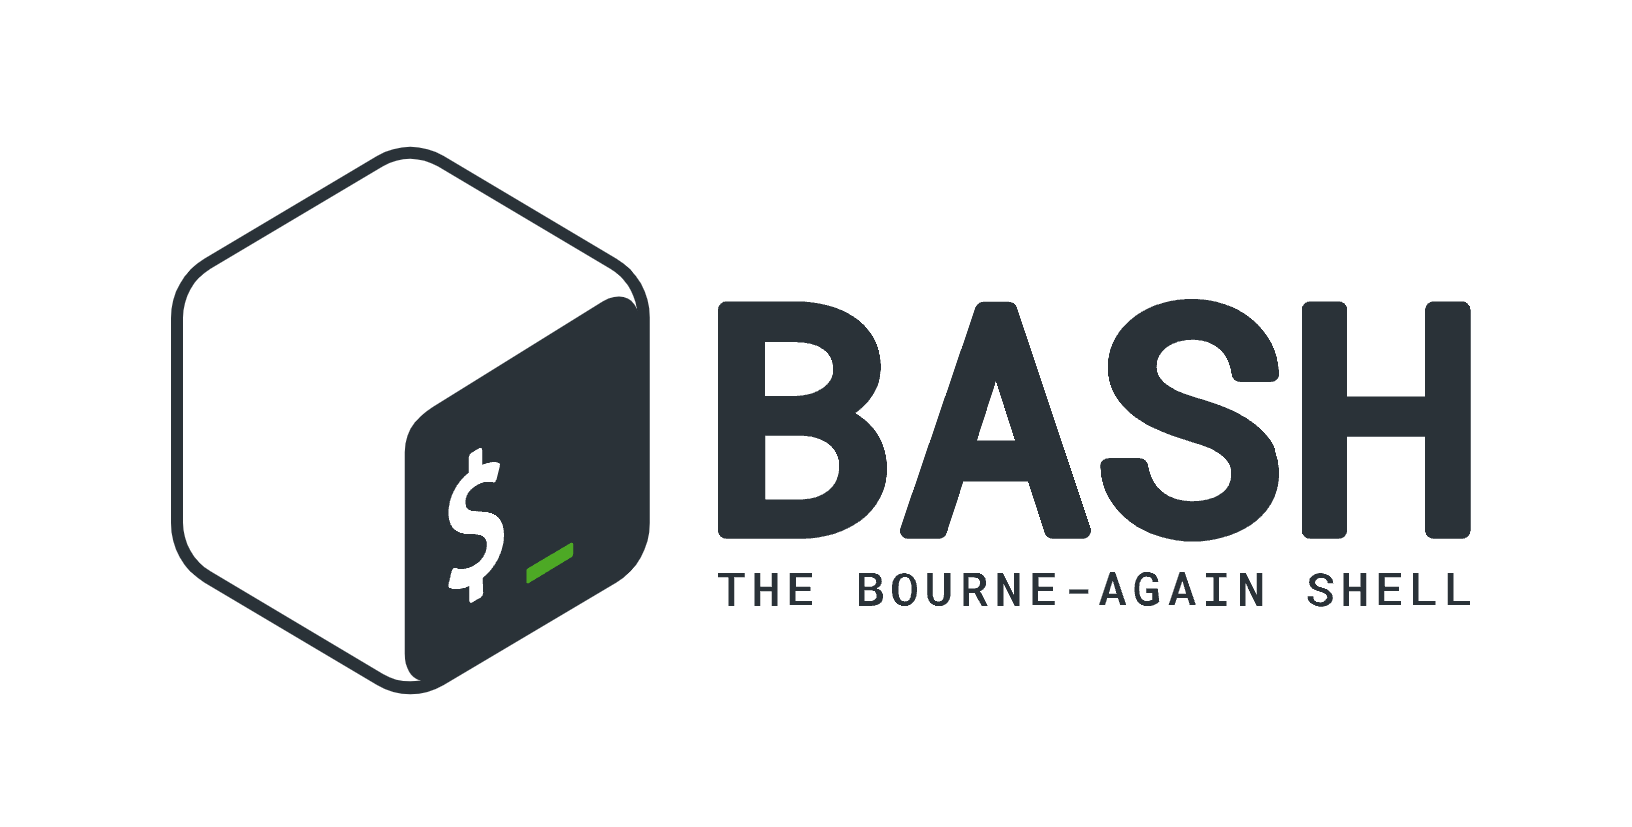 $_
BASH
THE BOURNE-AGAIN SHELL